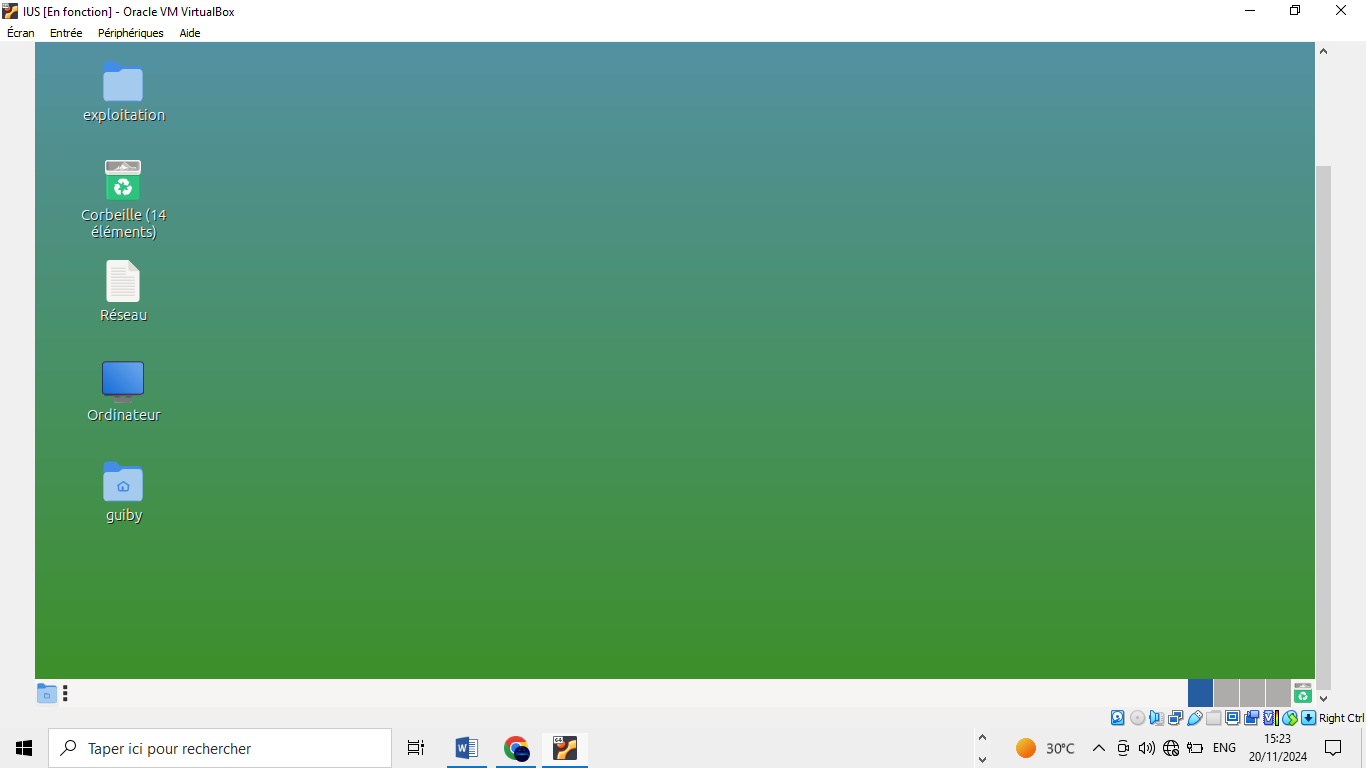 IUS [En fonction] - Oracle VM VirtualBox
Écran Entrée Périphériques Aide
exploitation
Corbeille (14
éléments)
Réseau
Ordinateur
guiby
Right Ctrl
Taper ici pour rechercher
30°C
ENG
15:23
20/11/2024